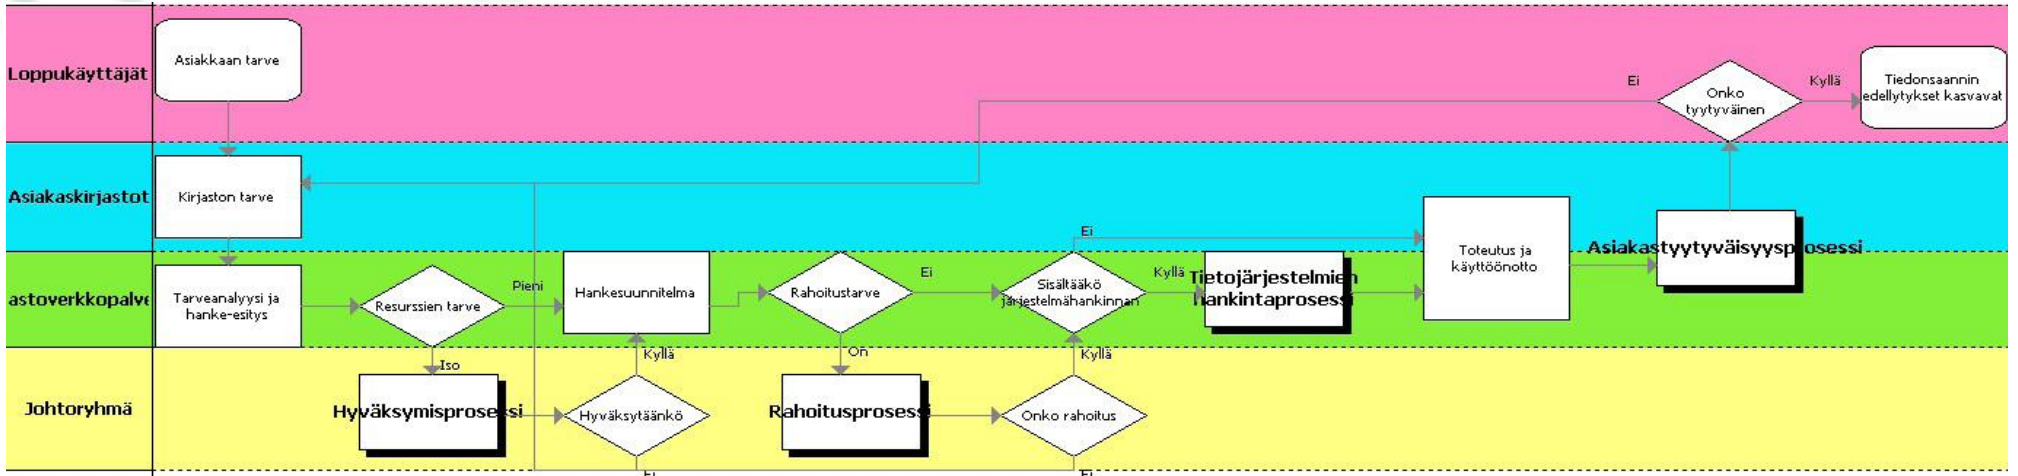 Loppukäyttäjät
Asiakkaan tarve
Ei
Onko
tyytyväinen
Kyllä
Tiedonsaannin
edellytykset kasvavat
Asiakaskirjastot
Kirjaston tarve
Ei
Toteutus ja
käyttöönotto
Asiakastyytyväisyysprosessi
astoverkkopalve
Tarveanalyysi ja
hanke-esitys
Resurssien tarve
Pieni
Hankesuunnitelma
Rahoitustarve
Ei
Sisältääkö
järjestelmähankinnan
Kyllä
Tietojärjestelmien
hankintaprosessi
Iso
Kyllä
On
Kyllä
Johtoryhmä
Hyväksymisprosessi
Hyväksytäänkö
Rahoitusprosessi
Onko rahoitus
Ei
Ei